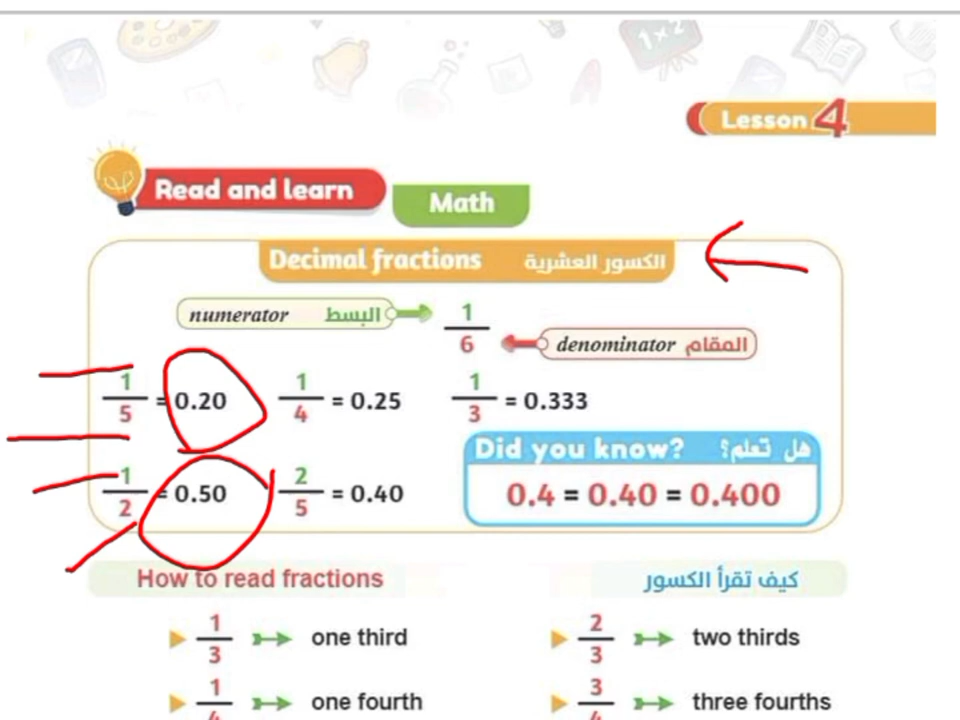 1×2
Lesson 4
Read and learn
Math
Decimal fractions الكسور العشرية
numerator البسط
1/6
denominator المقام
1/5 = 0.20 1/4 = 0.25 1/3 = 0.333
Did you know? هل تعلم؟
1/2 = 0.50 2/5 = 0.40
0.4 = 0.40 = 0.400
How to read fractions كيف تقرأ الكسور
1/3 one third 2/3 two thirds
1/4 one fourth 3/4 three fourths